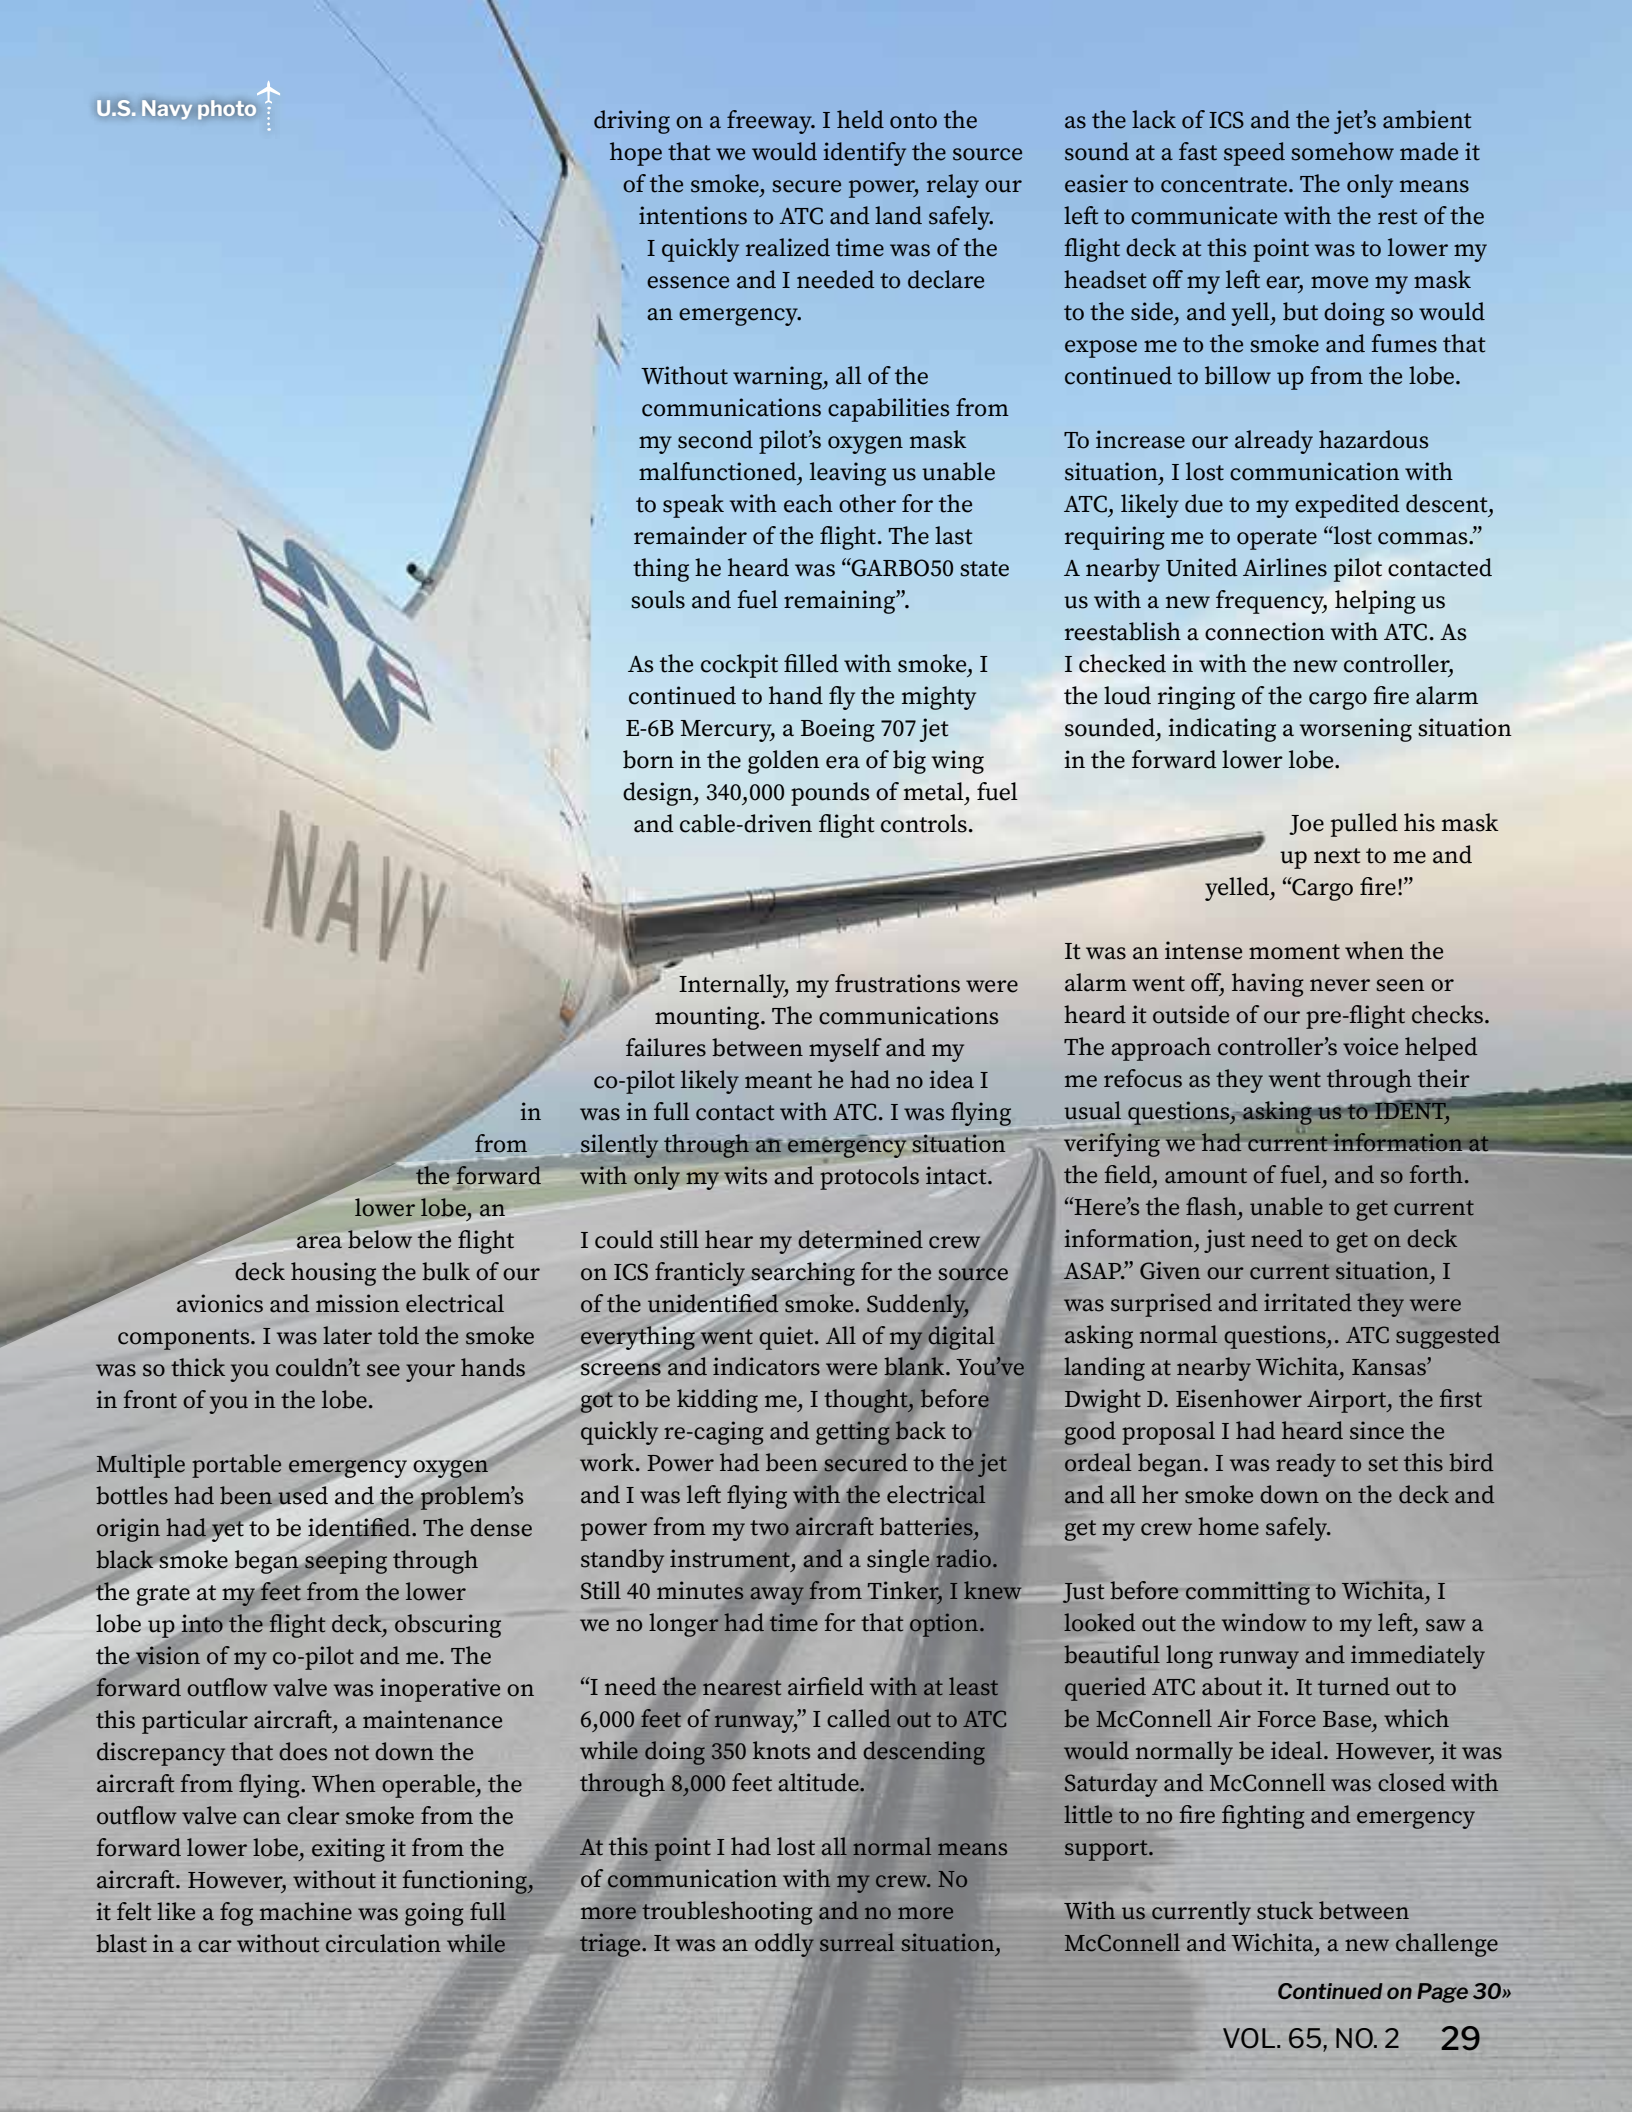 U.S. Navy photo
NAVY
in
from
the forward
lower lobe, an
area below the flight
deck housing the bulk of our
avionics and mission electrical
components. I was later told the smoke
was so thick you couldn’t see your hands
in front of you in the lobe.
Multiple portable emergency oxygen
bottles had been used and the problem’s
origin had yet to be identified. The dense
black smoke began seeping through
the grate at my feet from the lower
lobe up into the flight deck, obscuring
the vision of my co-pilot and me. The
forward outflow valve was inoperative on
this particular aircraft, a maintenance
discrepancy that does not down the
aircraft from flying. When operable, the
outflow valve can clear smoke from the
forward lower lobe, exiting it from the
aircraft. However, without it functioning,
it felt like a fog machine was going full
blast in a car without circulation while
driving on a freeway. I held onto the
hope that we would identify the source
of the smoke, secure power, relay our
intentions to ATC and land safely.
I quickly realized time was of the
essence and I needed to declare
an emergency.
Without warning, all of the
communications capabilities from
my second pilot’s oxygen mask
malfunctioned, leaving us unable
to speak with each other for the
remainder of the flight. The last
thing he heard was “GARBO50 state
souls and fuel remaining”.
As the cockpit filled with smoke, I
continued to hand fly the mighty
E-6B Mercury, a Boeing 707 jet
born in the golden era of big wing
design, 340,000 pounds of metal, fuel
and cable-driven flight controls.
Internally, my frustrations were
mounting. The communications
failures between myself and my
co-pilot likely meant he had no idea I
was in full contact with ATC. I was flying
silently through an emergency situation
with only my wits and protocols intact.
I could still hear my determined crew
on ICS franticly searching for the source
of the unidentified smoke. Suddenly,
everything went quiet. All of my digital
screens and indicators were blank. You’ve
got to be kidding me, I thought, before
quickly re-caging and getting back to
work. Power had been secured to the jet
and I was left flying with the electrical
power from my two aircraft batteries,
standby instrument, and a single radio.
Still 40 minutes away from Tinker, I knew
we no longer had time for that option.
“I need the nearest airfield with at least
6,000 feet of runway,” I called out to ATC
while doing 350 knots and descending
through 8,000 feet altitude.
At this point I had lost all normal means
of communication with my crew. No
more troubleshooting and no more
triage. It was an oddly surreal situation,
as the lack of ICS and the jet’s ambient
sound at a fast speed somehow made it
easier to concentrate. The only means
left to communicate with the rest of the
flight deck at this point was to lower my
headset off my left ear, move my mask
to the side, and yell, but doing so would
expose me to the smoke and fumes that
continued to billow up from the lobe.
To increase our already hazardous
situation, I lost communication with
ATC, likely due to my expedited descent,
requiring me to operate “lost commas.”
A nearby United Airlines pilot contacted
us with a new frequency, helping us
reestablish a connection with ATC. As
I checked in with the new controller,
the loud ringing of the cargo fire alarm
sounded, indicating a worsening situation
in the forward lower lobe.
Joe pulled his mask
up next to me and
yelled, “Cargo fire!”
It was an intense moment when the
alarm went off, having never seen or
heard it outside of our pre-flight checks.
The approach controller’s voice helped
me refocus as they went through their
usual questions, asking us to IDENT,
verifying we had current information at
the field, amount of fuel, and so forth.
“Here’s the flash, unable to get current
information, just need to get on deck
ASAP.” Given our current situation, I
was surprised and irritated they were
asking normal questions,. ATC suggested
landing at nearby Wichita, Kansas’
Dwight D. Eisenhower Airport, the first
good proposal I had heard since the
ordeal began. I was ready to set this bird
and all her smoke down on the deck and
get my crew home safely.
Just before committing to Wichita, I
looked out the window to my left, saw a
beautiful long runway and immediately
queried ATC about it. It turned out to
be McConnell Air Force Base, which
would normally be ideal. However, it was
Saturday and McConnell was closed with
little to no fire fighting and emergency
support.
With us currently stuck between
McConnell and Wichita, a new challenge
Continued on Page 30»
VOL. 65, NO. 2 29